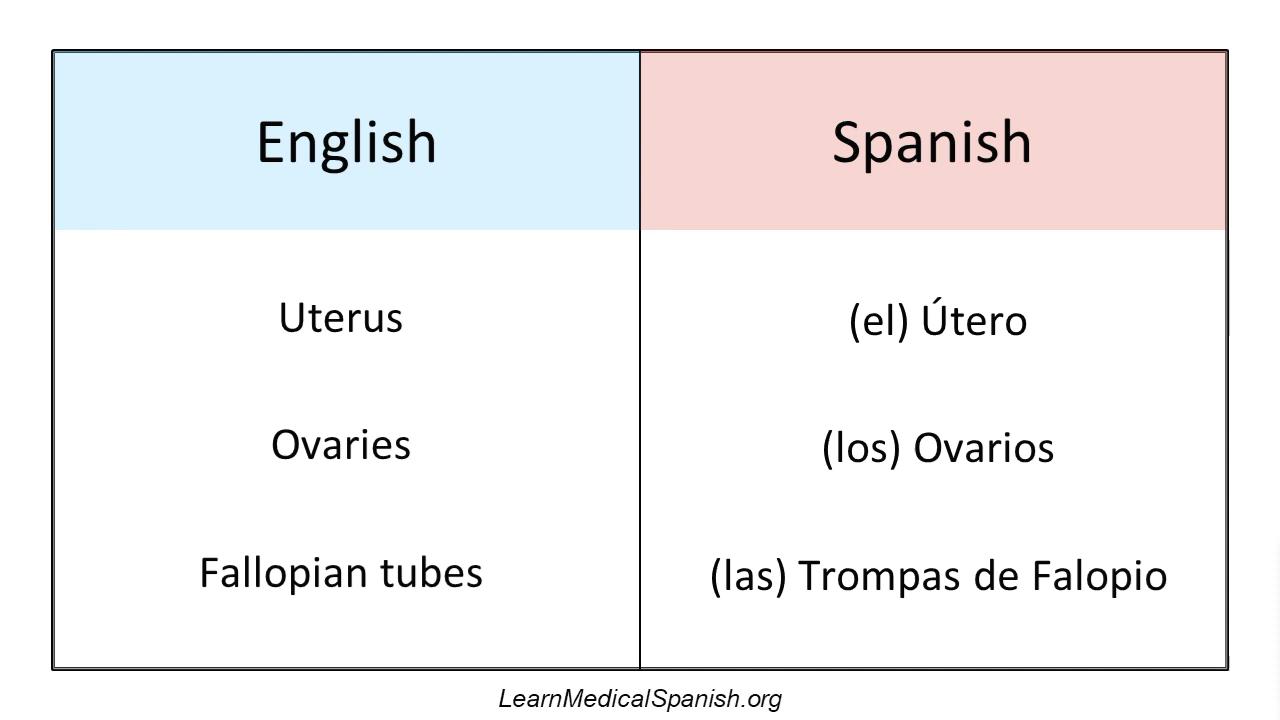 English Spanish
Uterus (el) Útero
Ovaries (los) Ovarios
Fallopian tubes (las) Trompas de Falopio
LearnMedicalSpanish.org